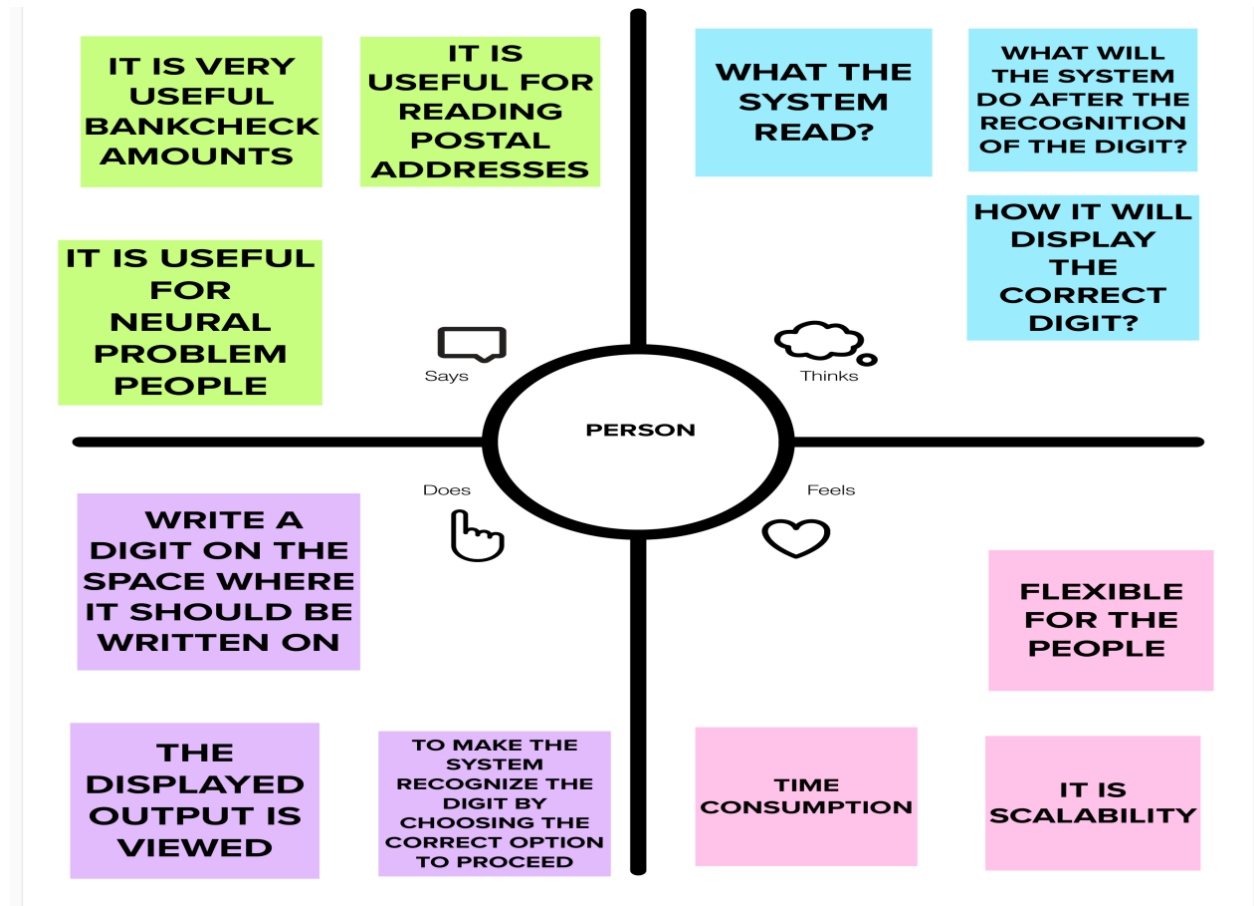 IT IS VERY
USEFUL
BANKCHECK
AMOUNTS
IT IS
USEFUL FOR
READING
POSTAL
ADDRESSES
IT IS USEFUL
FOR
NEURAL
PROBLEM
PEOPLE
Says
WHAT THE
SYSTEM
READ?
WHAT WILL
THE SYSTEM
DO AFTER THE
RECOGNITION
OF THE DIGIT?
HOW IT WILL
DISPLAY
THE
CORRECT
DIGIT?
Thinks
PERSON
Does
WRITE A
DIGIT ON THE
SPACE WHERE
IT SHOULD BE
WRITTEN ON
THE
DISPLAYED
OUTPUT IS
VIEWED
TO MAKE THE
SYSTEM
RECOGNIZE THE
DIGIT BY
CHOOSING THE
CORRECT OPTION
TO PROCEED
Feels
FLEXIBLE
FOR THE
PEOPLE
TIME
CONSUMPTION
IT IS
SCALABILITY